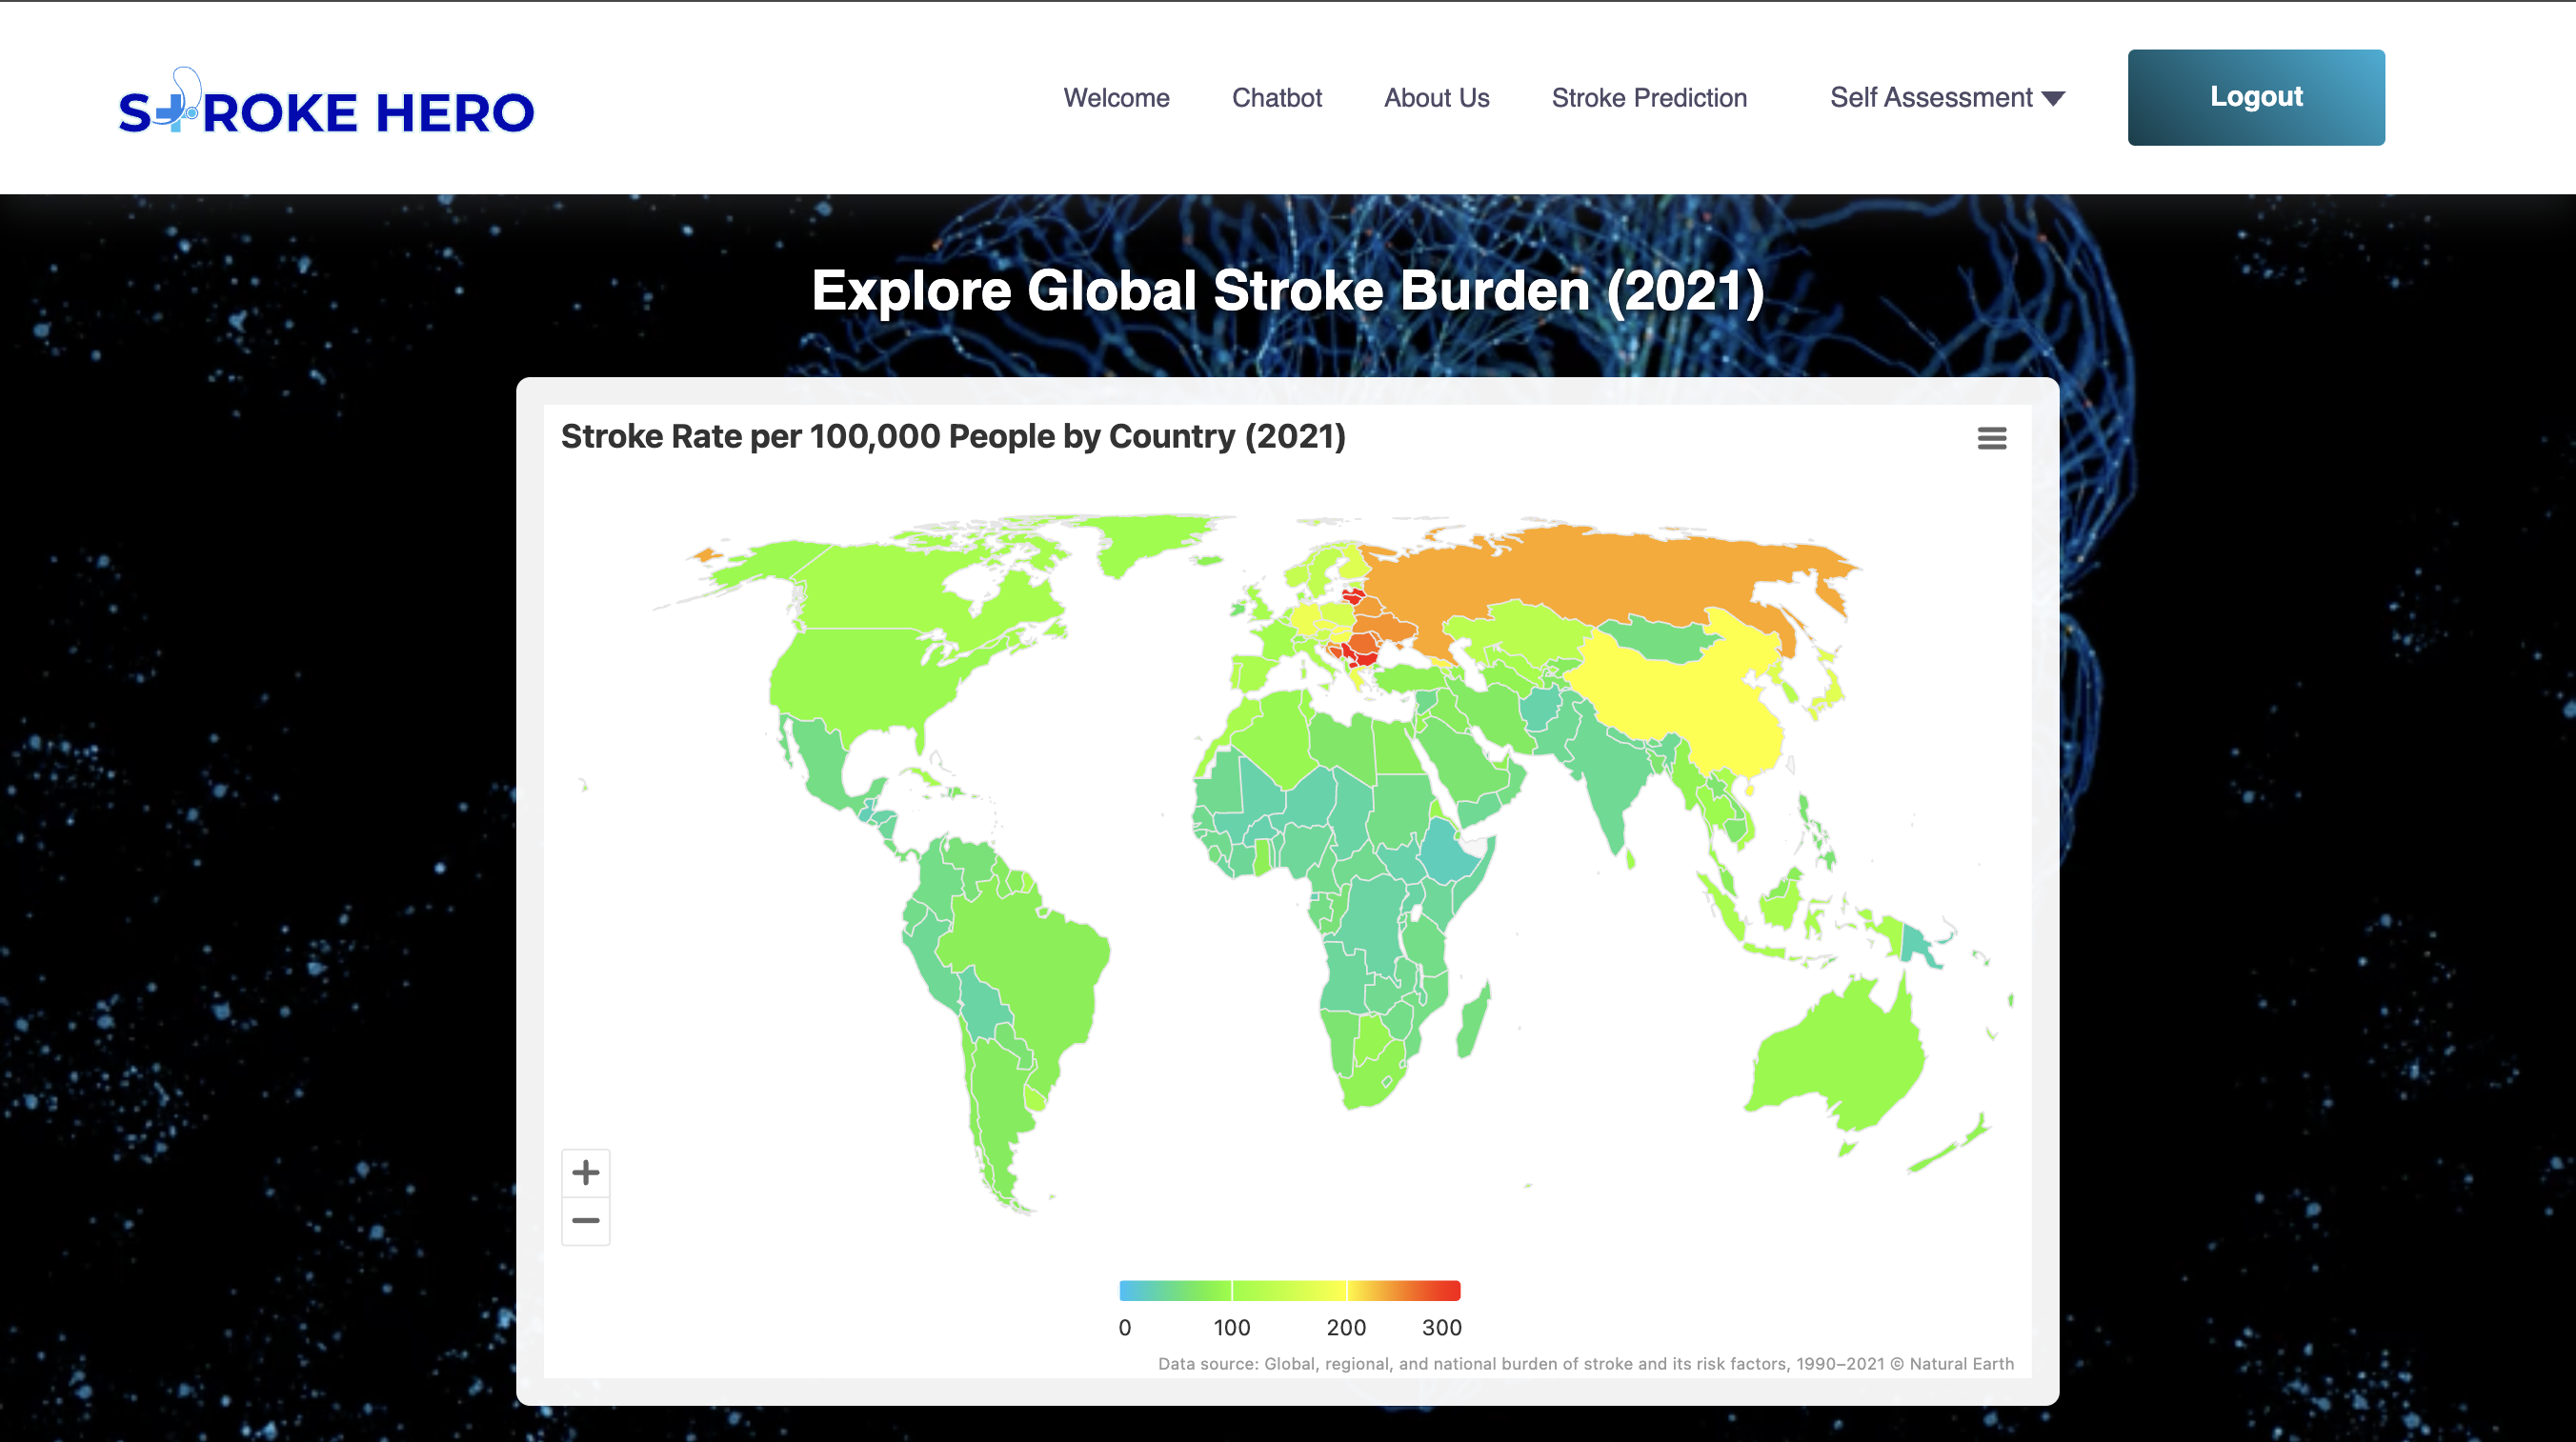 STROKE HERO
Welcome
Chatbot
About Us
Stroke Prediction
Self Assessment
Logout
Explore Global Stroke Burden (2021)
Stroke Rate per 100,000 People by Country (2021)
+
−
0 100 200 300
Data source: Global, regional, and national burden of stroke and its risk factors, 1990–2021 © Natural Earth